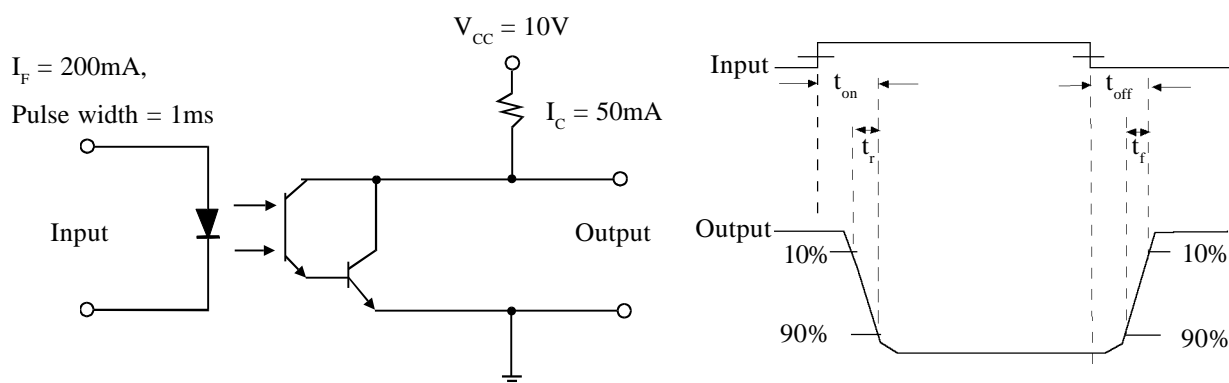 V_CC = 10V
I_F = 200mA,
Pulse width = 1ms
I_C = 50mA
Input
Output
Input
t_on
t_off
t_r
t_f
Output
10%
10%
90%
90%